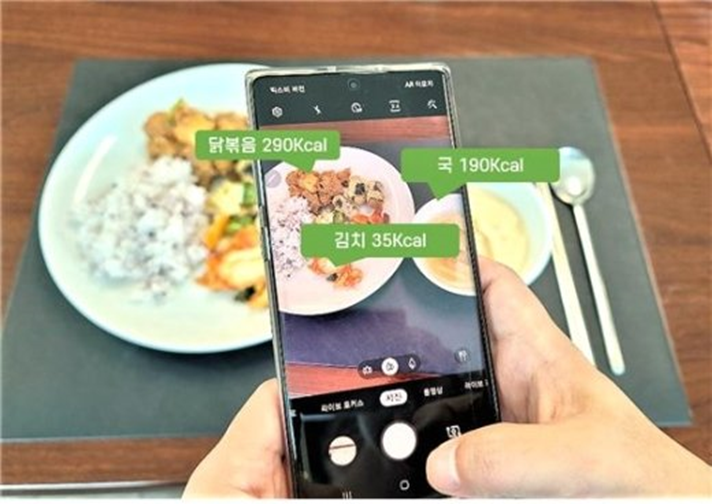 빅스비 비전
AR 이모지
닭볶음 290Kcal
국 190Kcal
김치 35Kcal
라이브 포커스
사진
동영상